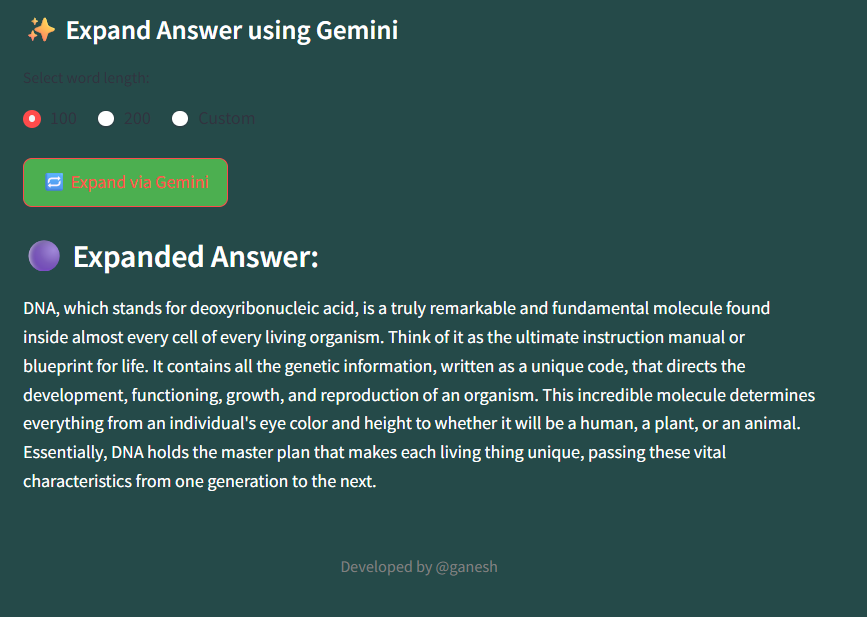 ✨ Expand Answer using Gemini
Select word length:
100 200 Custom
🔁 Expand via Gemini
🟣 Expanded Answer:
DNA, which stands for deoxyribonucleic acid, is a truly remarkable and fundamental molecule found
inside almost every cell of every living organism. Think of it as the ultimate instruction manual or
blueprint for life. It contains all the genetic information, written as a unique code, that directs the
development, functioning, growth, and reproduction of an organism. This incredible molecule determines
everything from an individual's eye color and height to whether it will be a human, a plant, or an animal.
Essentially, DNA holds the master plan that makes each living thing unique, passing these vital
characteristics from one generation to the next.
Developed by @ganesh